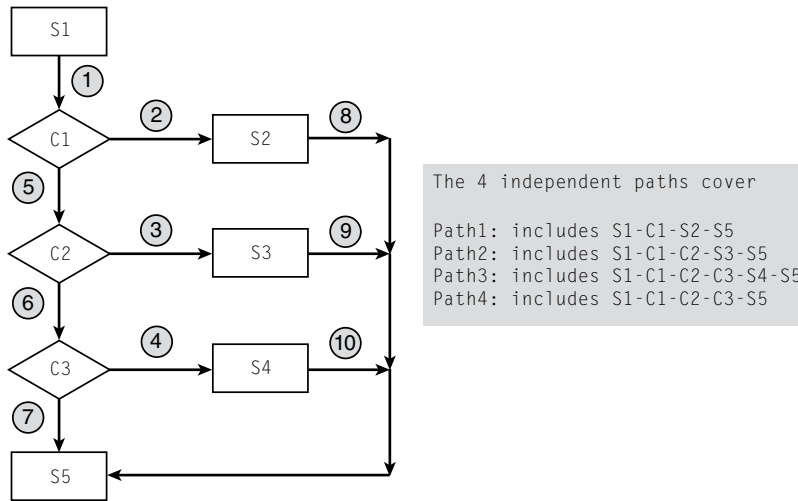 S1
1
2
8
C1
S2
5
The 4 independent paths cover
Path1: includes S1-C1-S2-S5
Path2: includes S1-C1-C2-S3-S5
Path3: includes S1-C1-C2-C3-S4-S5
Path4: includes S1-C1-C2-C3-S5
3
9
C2
S3
6
4
10
C3
S4
7
S5